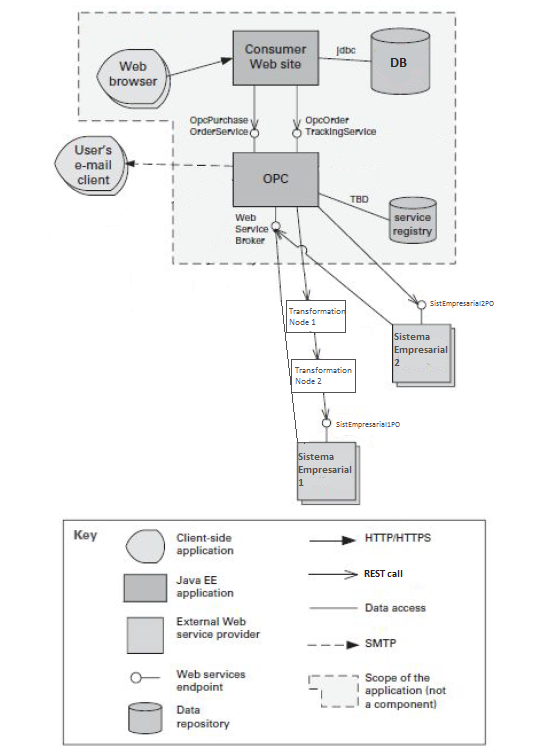 Consumer
Web site
jdbc
DB
Web
browser
OpcPurchase
OrderService
OpcOrder
TrackingService
User's
e-mail
client
OPC
TBD
service
registry
Web
Service
Broker
SistEmpresarial2PO
Transformation
Node 1
Sistema
Empresarial
2
Transformation
Node 2
SistEmpresarial1PO
Sistema
Empresarial
1
Key
Client-side
application
HTTP/HTTPS
Java EE
application
REST call
External Web
service provider
Data access
SMTP
Web services
endpoint
Scope of the
application (not
a component)
Data
repository